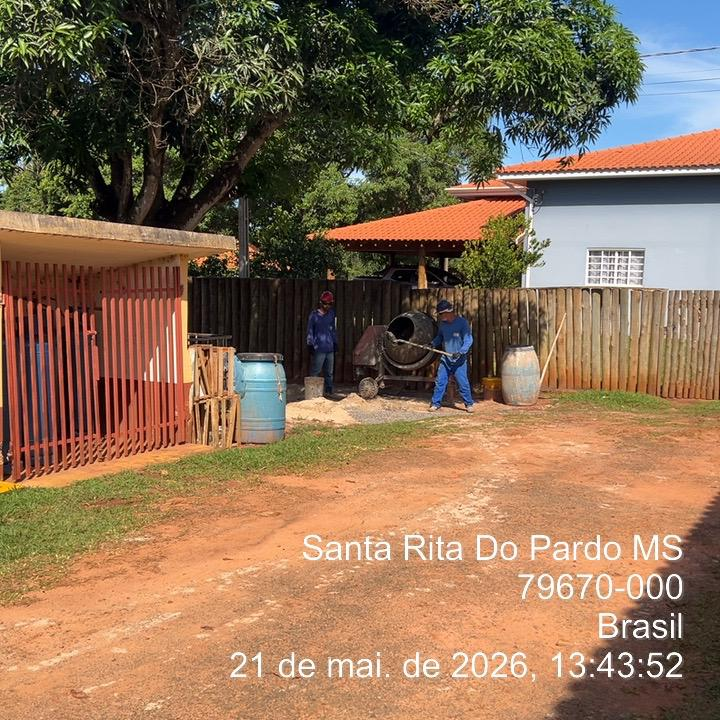 Santa Rita Do Pardo MS
79670-000
Brasil
21 de mai. de 2026, 13:43:52